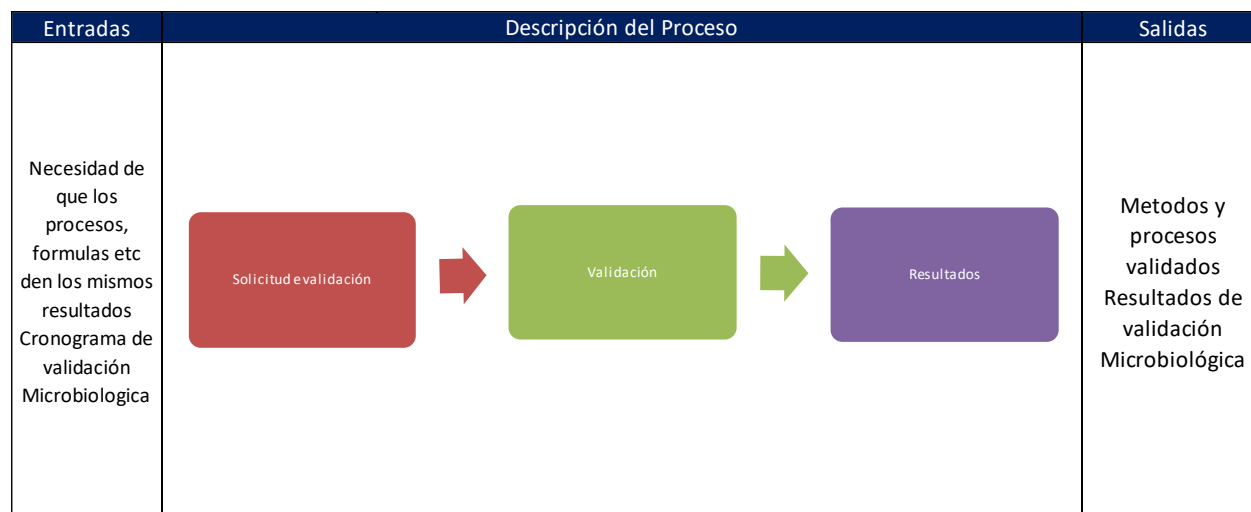 Entradas
Descripción del Proceso
Salidas
Necesidad de
que los
procesos,
formulas etc
den los mismos
resultados
Cronograma de
validación
Microbiologica
Solicitud e validación
Validación
Resultados
Metodos y
procesos
validados
Resultados de
validación
Microbiológica